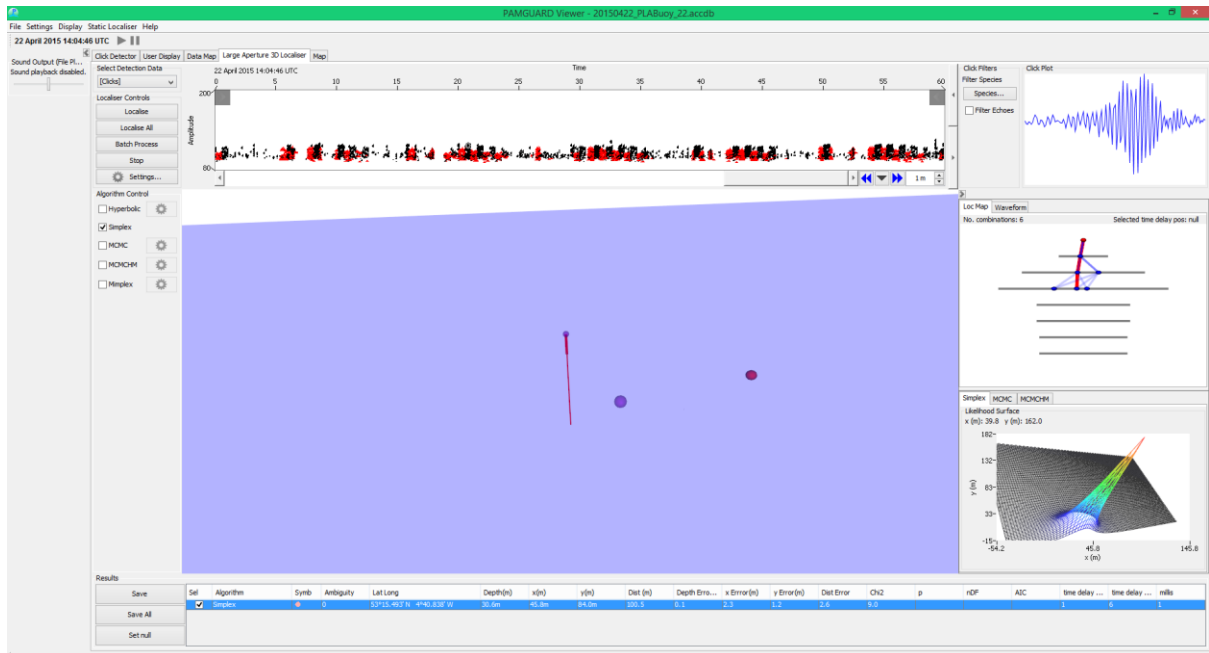 PAMGUARD Viewer - 20150422_PLABuoy_22.accdb
File Settings Display Static Localiser Help
22 April 2015 14:04:46 UTC
Sound Output (File Pl...
Sound playback disabled.
Click Detector User Display Data Map Large Aperture 3D Localiser Map
Select Detection Data
[Clicks]
Localiser Controls
Localise
Localise All
Batch Process
Stop
Settings...
Algorithm Control
Hyperbolic
Simplex
MCMC
MCMCHM
Mimplex
22 April 2015 14:04:46 UTC
Time
0 5 10 15 20 25 30 35 40 45 50 55 60
200
Amplitude
80
1 m
Click Filters
Filter Species
Species...
Filter Echoes
Click Plot
Loc Map Waveform
No. combinations: 6 Selected time delay pos: null
Simplex MCMC MCMCHM
Likelihood Surface
x (m): 39.8 y (m): 162.0
182
132
83
33
-15
y (m)
-54.2 45.8 145.8
x (m)
Results
Save
Save All
Set null
Sel Algorithm Symb Ambiguity Lat Long Depth(m) x(m) y(m) Dist (m) Depth Erro... x Error(m) y Error(m) Dist Error Chi2 p nDF AIC time delay ... time delay ... millis
Simplex 0 53°15.493' N 4°40.838' W 30.6m 45.8m 84.0m 100.5 0.1 2.3 1.2 2.6 9.0 1 6 1